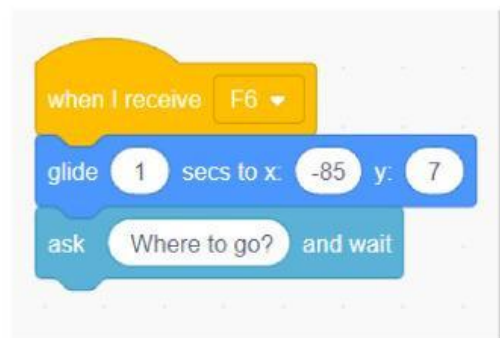 when I receive F6
glide 1 secs to x: -85 y: 7
ask Where to go? and wait